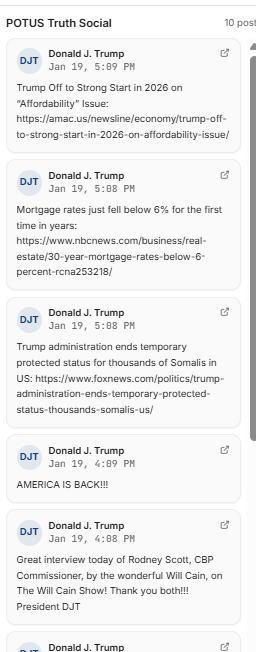 POTUS Truth Social 10 post
DJT Donald J. Trump
Jan 19, 5:09 PM
Trump Off to Strong Start in 2026 on
“Affordability” Issue:
https://amac.us/newsline/economy/trump-off-
to-strong-start-in-2026-on-affordability-issue/
DJT Donald J. Trump
Jan 19, 5:08 PM
Mortgage rates just fell below 6% for the first
time in years:
https://www.nbcnews.com/business/real-
estate/30-year-mortgage-rates-below-6-
percent-rcna253218/
DJT Donald J. Trump
Jan 19, 5:08 PM
Trump administration ends temporary
protected status for thousands of Somalis in
US: https://www.foxnews.com/politics/trump-
administration-ends-temporary-protected-
status-thousands-somalis-us/
DJT Donald J. Trump
Jan 19, 4:09 PM
AMERICA IS BACK!!!
DJT Donald J. Trump
Jan 19, 4:08 PM
Great interview today of Rodney Scott, CBP
Commissioner, by the wonderful Will Cain, on
The Will Cain Show! Thank you both!!!
President DJT
DJT Donald J. Trump